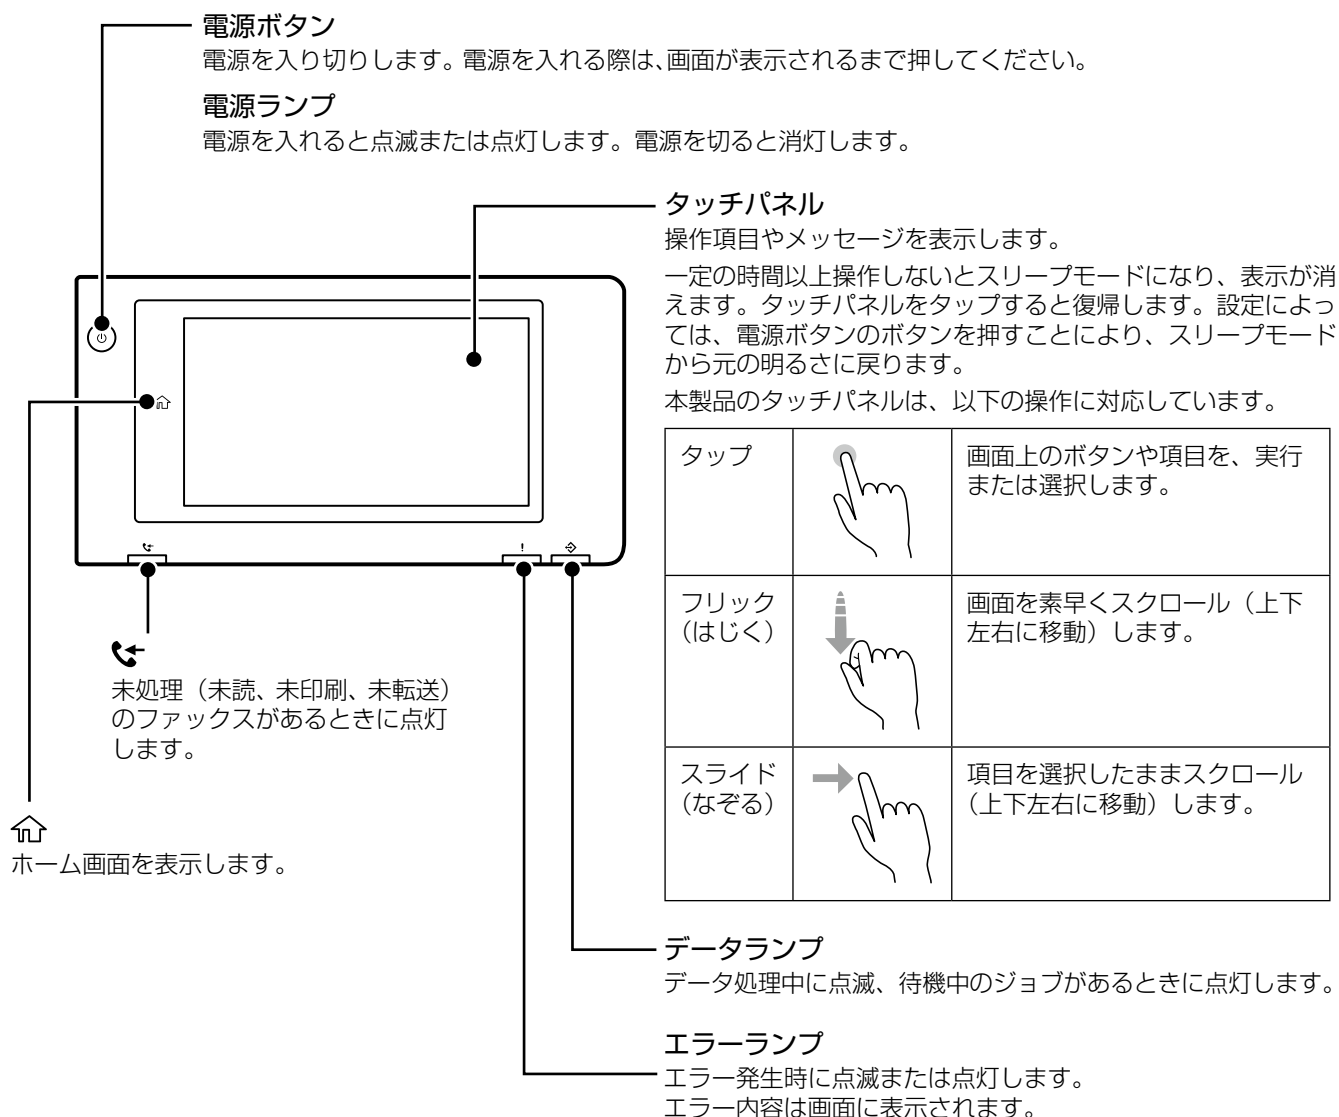 電源ボタン
電源を入り切りします。電源を入れる際は、画面が表示されるまで押してください。
電源ランプ
電源を入れると点滅または点灯します。電源を切ると消灯します。
タッチパネル
操作項目やメッセージを表示します。
一定の時間以上操作しないとスリープモードになり、表示が消
えます。タッチパネルをタップすると復帰します。設定によっ
ては、電源ボタンのボタンを押すことにより、スリープモード
から元の明るさに戻ります。
本製品のタッチパネルは、以下の操作に対応しています。
タップ
画面上のボタンや項目を、実行
または選択します。
フリック
（はじく）
画面を素早くスクロール（上下
左右に移動）します。
スライド
（なぞる）
項目を選択したままスクロール
（上下左右に移動）します。
!
未処理（未読、未印刷、未転送）
のファックスがあるときに点灯
します。
ホーム画面を表示します。
データランプ
データ処理中に点滅、待機中のジョブがあるときに点灯します。
エラーランプ
エラー発生時に点滅または点灯します。
エラー内容は画面に表示されます。